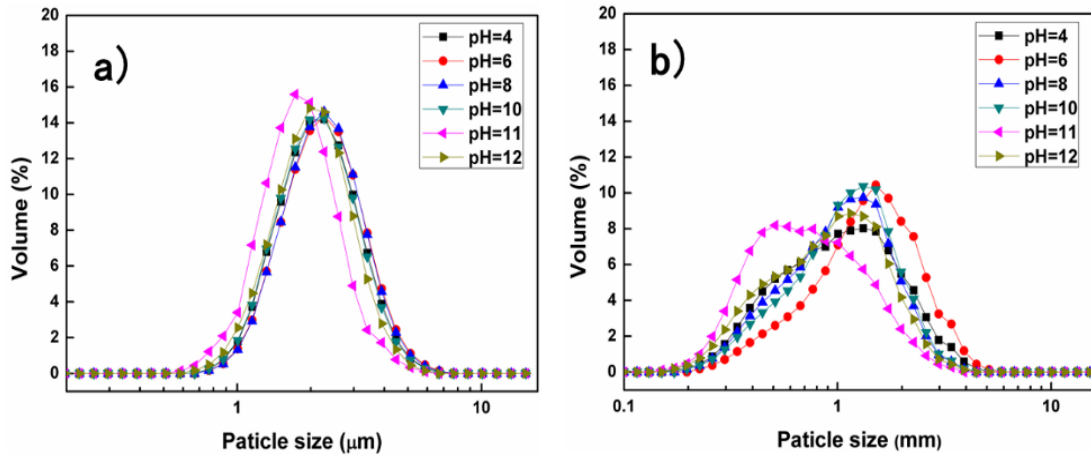 a)
pH=4
pH=6
pH=8
pH=10
pH=11
pH=12
Volume (%)
20
18
16
14
12
10
8
6
4
2
0
1 10
Paticle size (μm)
b)
pH=4
pH=6
pH=8
pH=10
pH=11
pH=12
Volume (%)
20
18
16
14
12
10
8
6
4
2
0
0.1 1 10
Paticle size (mm)